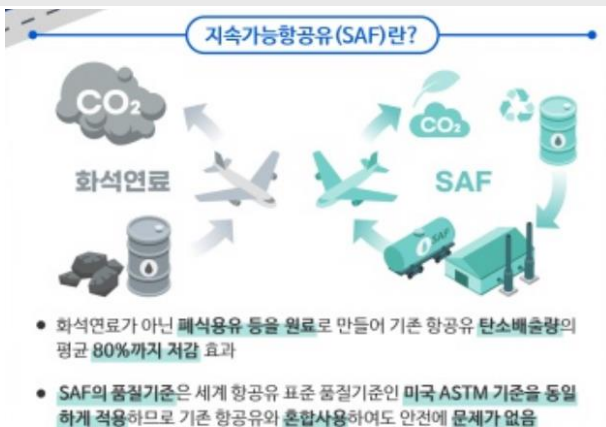 지속가능항공유(SAF)란?
CO₂
CO₂
화석연료
SAF
SAF
• 화석연료가 아닌 폐식용유 등을 원료로 만들어 기존 항공유 탄소배출량의
평균 80%까지 저감 효과
• SAF의 품질기준은 세계 항공유 표준 품질기준인 미국 ASTM 기준을 동일
하게 적용하므로 기존 항공유와 혼합사용하여도 안전에 문제가 없음